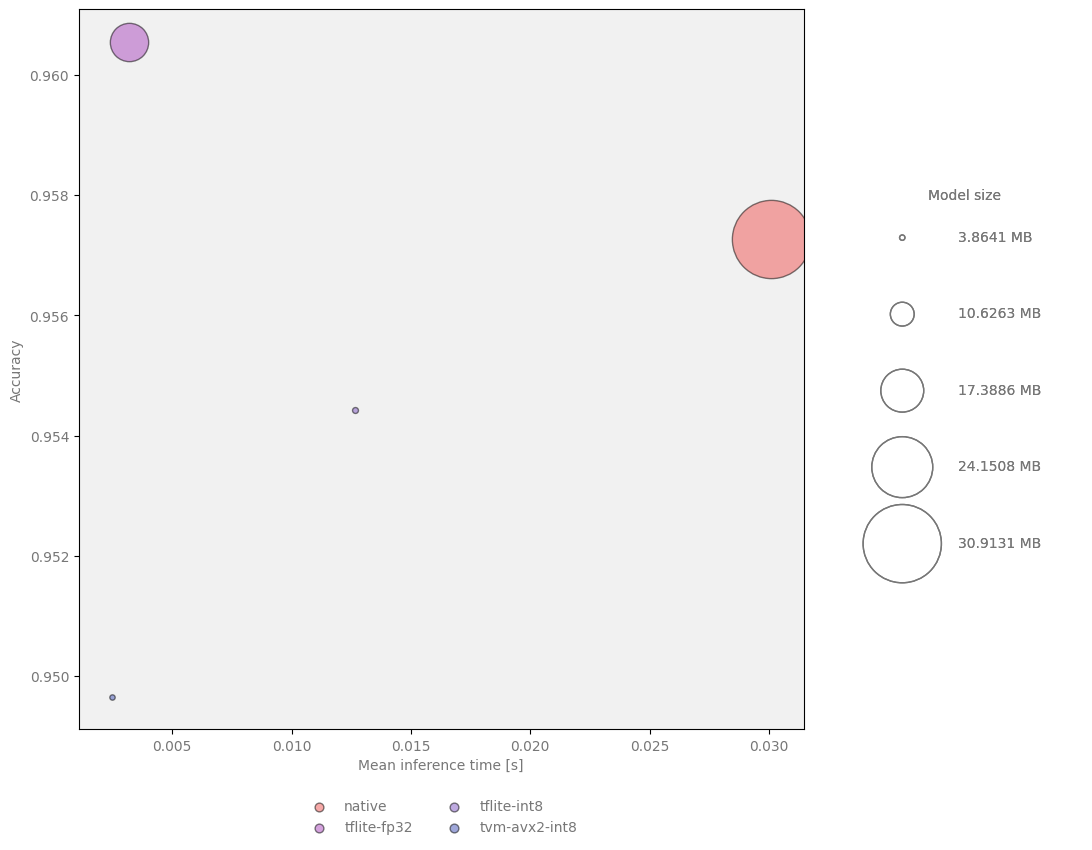 0.960
0.958
0.956
0.954
0.952
0.950
Accuracy
0.005
0.010
0.015
0.020
0.025
0.030
Mean inference time [s]
native
tflite-fp32
tflite-int8
tvm-avx2-int8
Model size
3.8641 MB
10.6263 MB
17.3886 MB
24.1508 MB
30.9131 MB